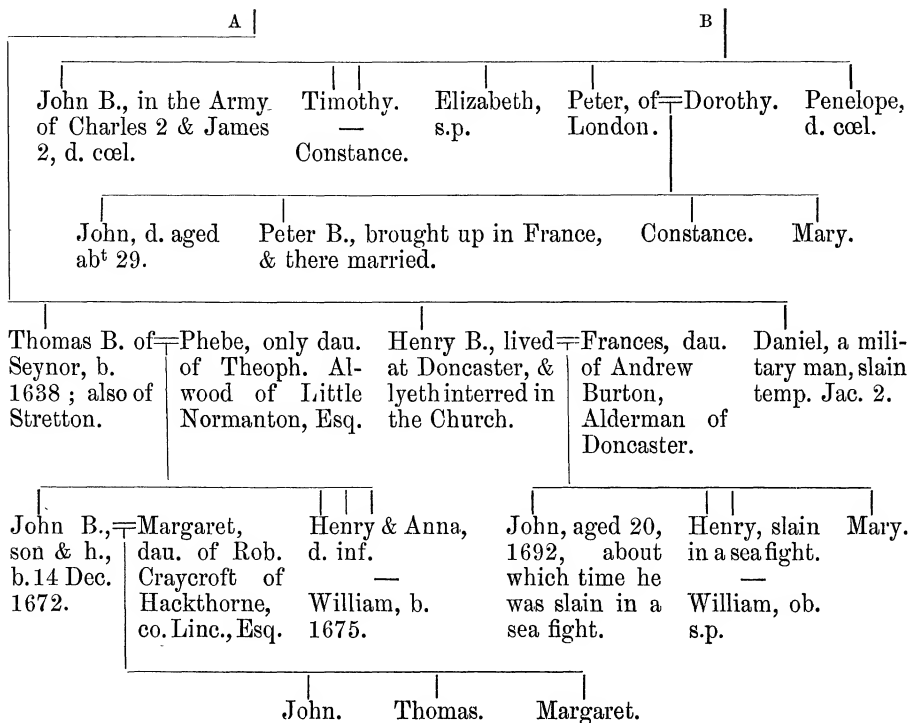 A B
John B., in the Army of Charles 2 & James 2, d. cœl.
Timothy.
—
Constance.
Elizabeth, s.p.
Peter, of London.
Dorothy.
Penelope, d. cœl.
John, d. aged abᵗ 29.
Peter B., brought up in France, & there married.
Constance.
Mary.
Thomas B. of
Seynor, b.
1638 ; also of
Stretton.
Phebe, only dau.
of Theoph. Al-
wood of Little
Normanton, Esq.
Henry B., lived
at Doncaster, &
lyeth interred in
the Church.
Frances, dau.
of Andrew
Burton,
Alderman of
Doncaster.
Daniel, a mili-
tary man, slain
temp. Jac. 2.
John B.,
son & h.,
b. 14 Dec.
1672.
Margaret,
dau. of Rob.
Craycroft of
Hackthorne,
co. Linc., Esq.
Henry & Anna,
d. inf.
—
William, b.
1675.
John, aged 20,
1692, about
which time he
was slain in a
sea fight.
Henry, slain
in a sea fight.
—
William, ob.
s.p.
Mary.
John. Thomas. Margaret.